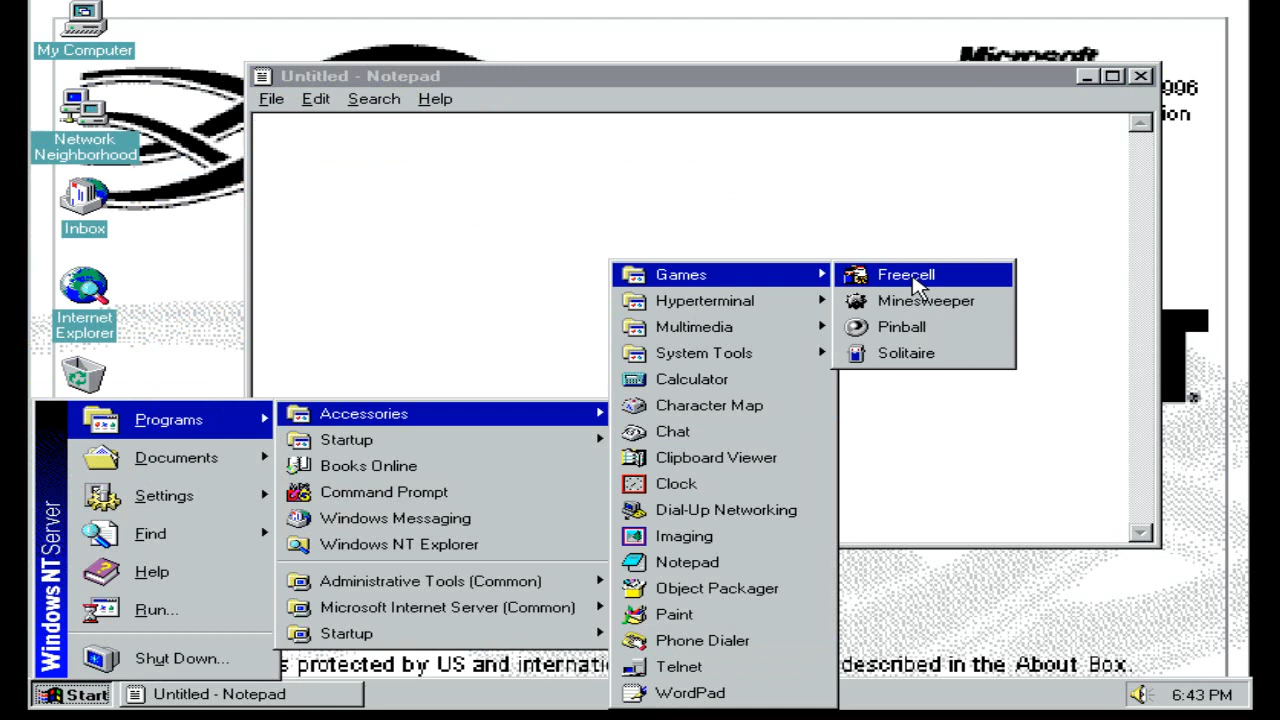 My Computer
Network
Neighborhood
Inbox
Internet
Explorer
Microsoft
996
ion
Untitled - Notepad
File Edit Search Help
Programs
Documents
Settings
Find
Help
Run...
Shut Down...
Windows NT Server
Accessories
Startup
Books Online
Command Prompt
Windows Messaging
Windows NT Explorer
Administrative Tools (Common)
Microsoft Internet Server (Common)
Startup
Games
Hyperterminal
Multimedia
System Tools
Calculator
Character Map
Chat
Clipboard Viewer
Clock
Dial-Up Networking
Imaging
Notepad
Object Packager
Paint
Phone Dialer
Telnet
WordPad
Freecell
Minesweeper
Pinball
Solitaire
s protected by US and internati described in the About Box.
Start Untitled - Notepad 6:43 PM